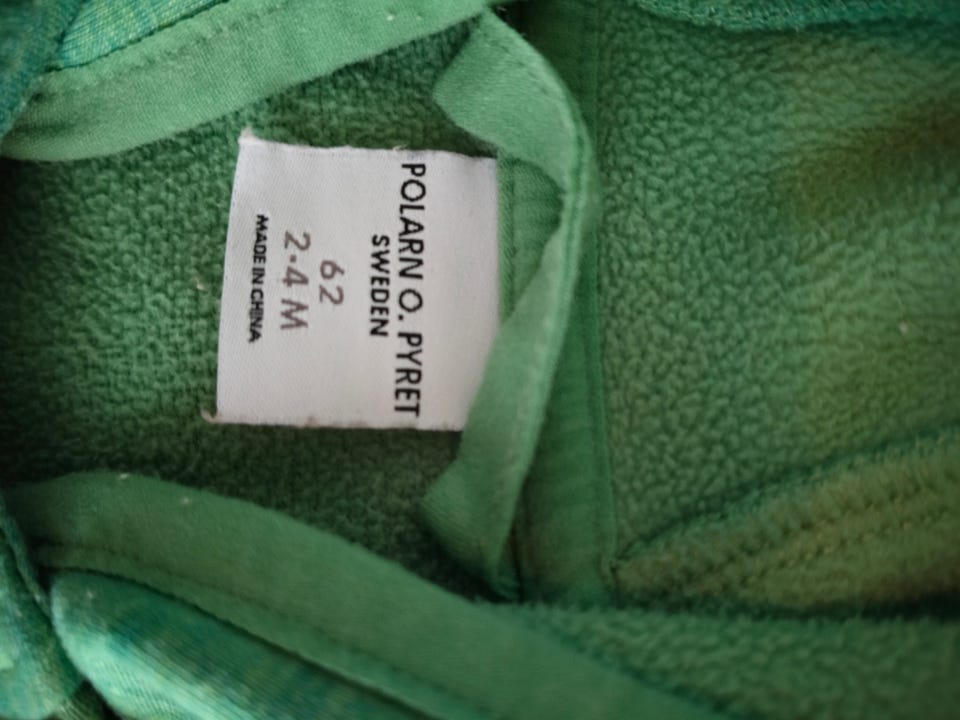 POLARN O. PYRET
SWEDEN
62
2-4 M
MADE IN CHINA